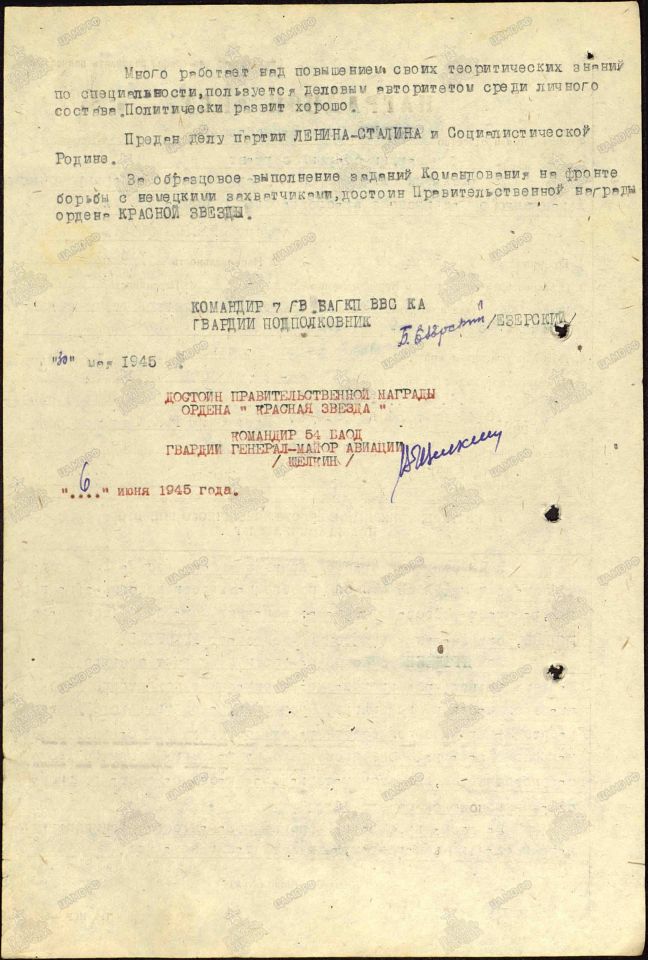 Много работает над повышением своих теоритических знаний
по специальности,пользуется деловым авторитетом среди личного
состава.Политически развит хорошо.
Предан делу партии ЛЕНИНА-СТАЛИНА и Социалистической
Родине.
За образцовое выполнение заданий Командования на фронте
борьбы с немецкими захватчиками,достоин Правительственной награды
ордена КРАСНОЙ ЗВЕЗДЫ.
КОМАНДИР 7 ГВ.БАГКП ВВС КА
ГВАРДИИ ПОДПОЛКОВНИК /ЕЗЕРСКИЙ/
"30" мая 1945
ДОСТОИН ПРАВИТЕЛЬСТВЕННОЙ НАГРАДЫ
ОРДЕНА " КРАСНАЯ ЗВЕЗДА "
КОМАНДИР 54 БАОД
ГВАРДИИ ГЕНЕРАЛ-МАЙОР АВИАЦИИ
/ ЩЕЛКИН /
"6" июня 1945 года.